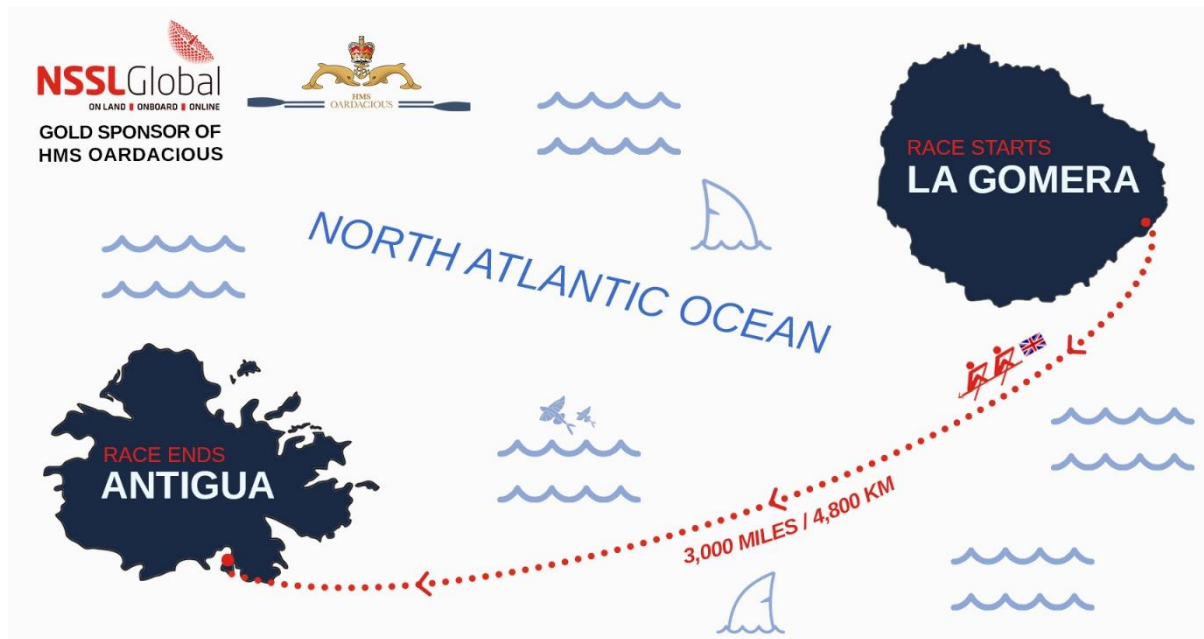 NSSLGlobal
ON LAND ▮ ONBOARD ▮ ONLINE
GOLD SPONSOR OF
HMS OARDACIOUS
HMS
OARDACIOUS
RACE STARTS
LA GOMERA
NORTH ATLANTIC OCEAN
RACE ENDS
ANTIGUA
3,000 MILES / 4,800 KM